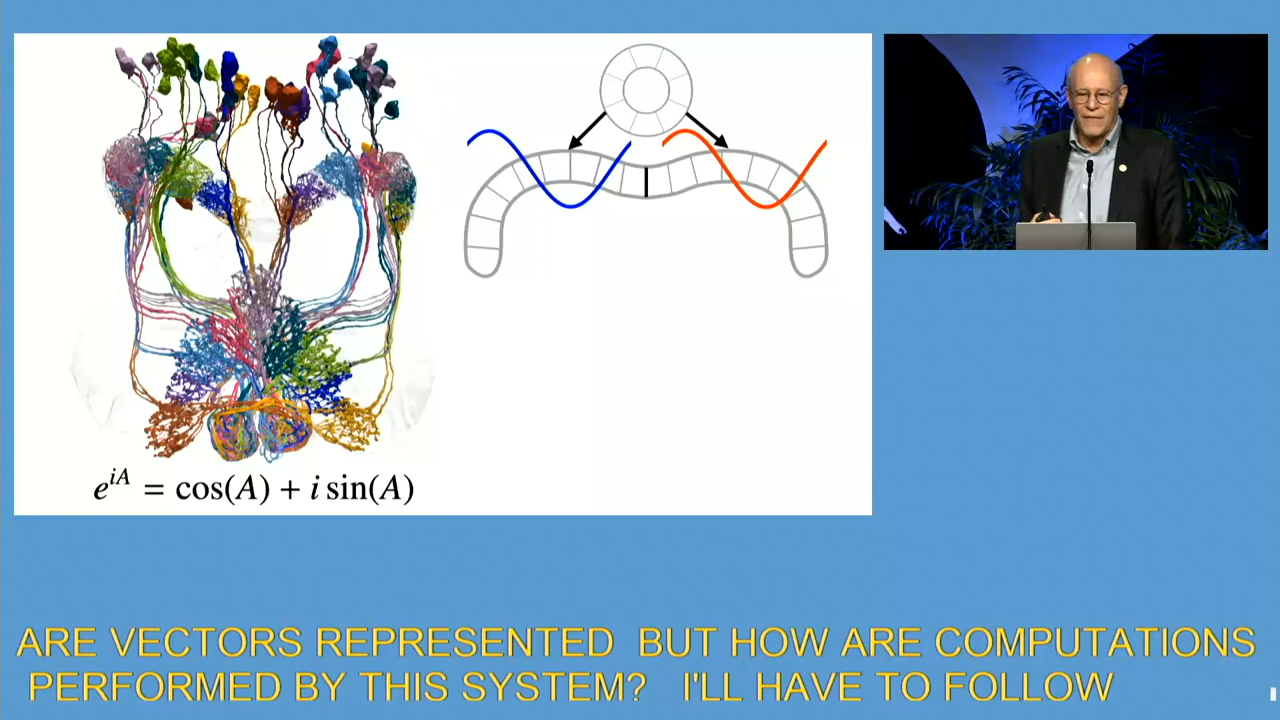 e^{iA} = cos(A) + i sin(A)
ARE VECTORS REPRESENTED  BUT HOW ARE COMPUTATIONS
PERFORMED BY THIS SYSTEM?   I'LL HAVE TO FOLLOW